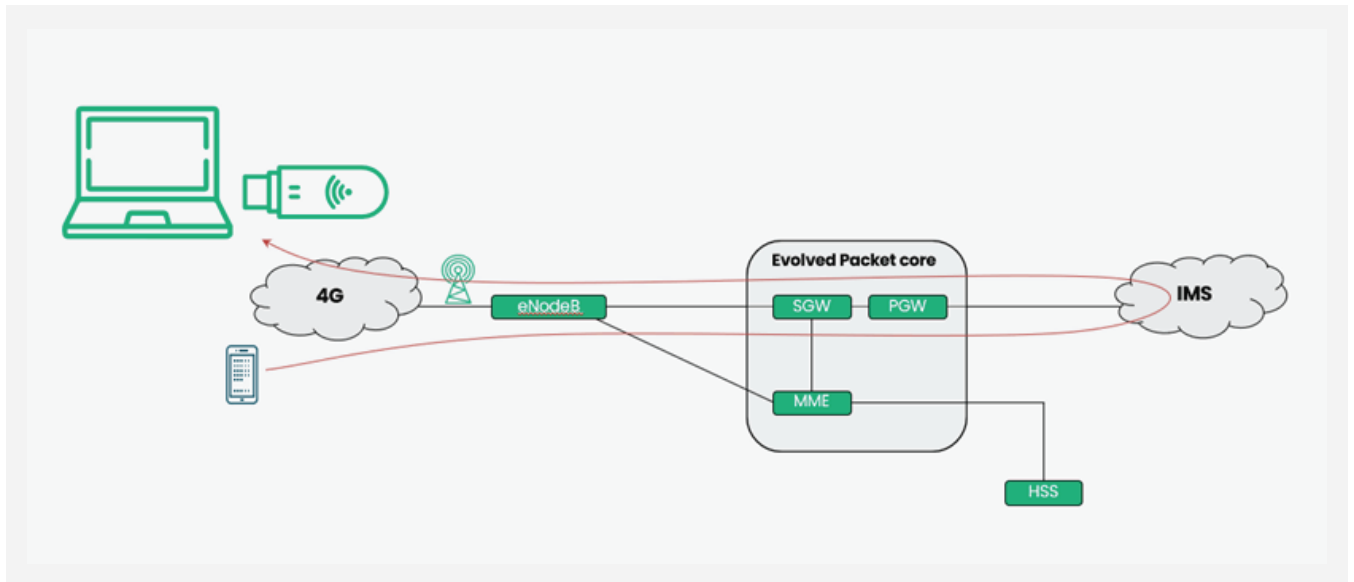 Evolved Packet core
4G
eNodeB
SGW
PGW
IMS
MME
HSS